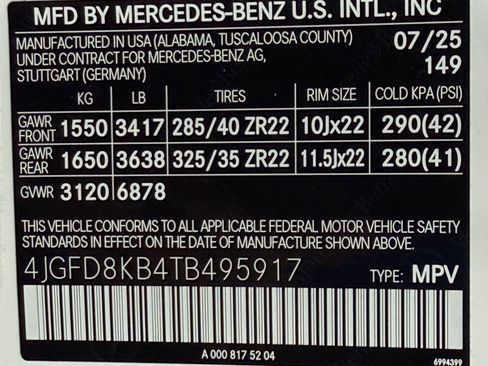 MFD BY MERCEDES-BENZ U.S. INTL., INC
MANUFACTURED IN USA (ALABAMA, TUSCALOOSA COUNTY) 07/25
UNDER CONTRACT FOR MERCEDES-BENZ AG,
STUTTGART (GERMANY) 149
KG LB TIRES RIM SIZE COLD KPA (PSI)
GAWR FRONT 1550 3417 285/40 ZR22 10Jx22 290(42)
GAWR REAR 1650 3638 325/35 ZR22 11.5Jx22 280(41)
GVWR 3120 6878
THIS VEHICLE CONFORMS TO ALL APPLICABLE FEDERAL MOTOR VEHICLE SAFETY
STANDARDS IN EFFECT ON THE DATE OF MANUFACTURE SHOWN ABOVE.
4JGFD8KB4TB495917 TYPE: MPV
A 000 817 52 04
6994399